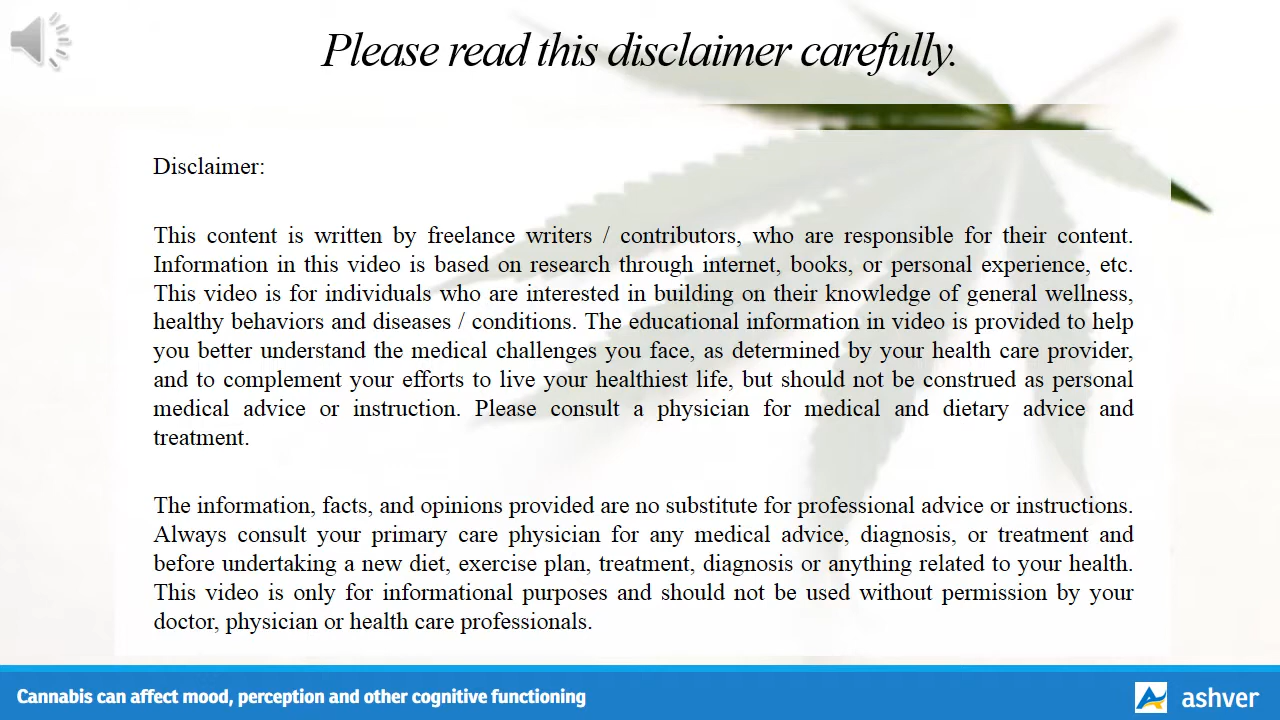 Please read this disclaimer carefully.
Disclaimer:
This content is written by freelance writers / contributors, who are responsible for their content.
Information in this video is based on research through internet, books, or personal experience, etc.
This video is for individuals who are interested in building on their knowledge of general wellness,
healthy behaviors and diseases / conditions. The educational information in video is provided to help
you better understand the medical challenges you face, as determined by your health care provider,
and to complement your efforts to live your healthiest life, but should not be construed as personal
medical advice or instruction. Please consult a physician for medical and dietary advice and
treatment.
The information, facts, and opinions provided are no substitute for professional advice or instructions.
Always consult your primary care physician for any medical advice, diagnosis, or treatment and
before undertaking a new diet, exercise plan, treatment, diagnosis or anything related to your health.
This video is only for informational purposes and should not be used without permission by your
doctor, physician or health care professionals.
Cannabis can affect mood, perception and other cognitive functioning
ashver